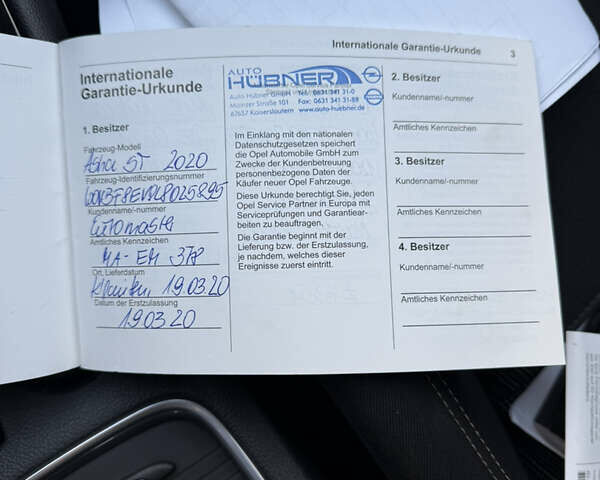 Internationale Garantie-Urkunde 3
Internationale
Garantie-Urkunde
1. Besitzer
Fahrzeug-Modell
Astra ST 2020
Fahrzeug-Identifizierungsnummer
Kundenname/-nummer
Automaster
Amtliches Kennzeichen
MA-EM 378
Ort, Lieferdatum
19.03.20
Datum der Erstzulassung
19.03.20
AUTO
HÜBNER
Auto Hübner GmbH Tel.: 0631 341 31-0
Mainzer Straße 101 Fax: 0631 341 31-88
67657 Kaiserslautern www.auto-huebner.de
Im Einklang mit den nationalen
Datenschutzgesetzen speichert
die Opel Automobile GmbH zum
Zwecke der Kundenbetreuung
personenbezogene Daten der
Käufer neuer Opel Fahrzeuge.
Diese Urkunde berechtigt Sie, jeden
Opel Service Partner in Europa mit
Serviceprüfungen und Garantiear-
beiten zu beauftragen.
Die Garantie beginnt mit der
Lieferung bzw. der Erstzulassung,
je nachdem, welches dieser
Ereignisse zuerst eintritt.
2. Besitzer
Kundenname/-nummer
Amtliches Kennzeichen
3. Besitzer
Kundenname/-nummer
Amtliches Kennzeichen
4. Besitzer
Kundenname/-nummer
Amtliches Kennzeichen